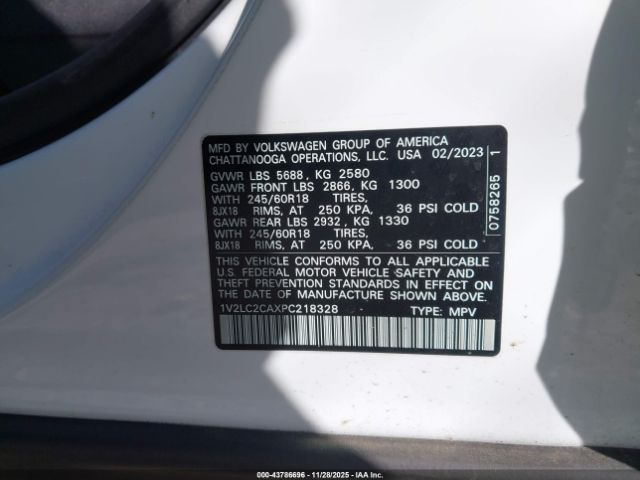 MFD BY VOLKSWAGEN GROUP OF AMERICA
CHATTANOOGA OPERATIONS, LLC. USA 02/2023
GVWR LBS 5688, KG 2580
GAWR FRONT LBS 2866, KG 1300
WITH 245/60R18 TIRES,
8JX18 RIMS, AT 250 KPA, 36 PSI COLD
GAWR REAR LBS 2932, KG 1330
WITH 245/60R18 TIRES,
8JX18 RIMS, AT 250 KPA, 36 PSI COLD
THIS VEHICLE CONFORMS TO ALL APPLICABLE
U.S. FEDERAL MOTOR VEHICLE SAFETY AND
THEFT PREVENTION STANDARDS IN EFFECT ON
THE DATE OF MANUFACTURE SHOWN ABOVE.
1V2LC2CAXPC218328 TYPE: MPV
0758265 1
000-43786696 - 11/28/2025 - IAA Inc.